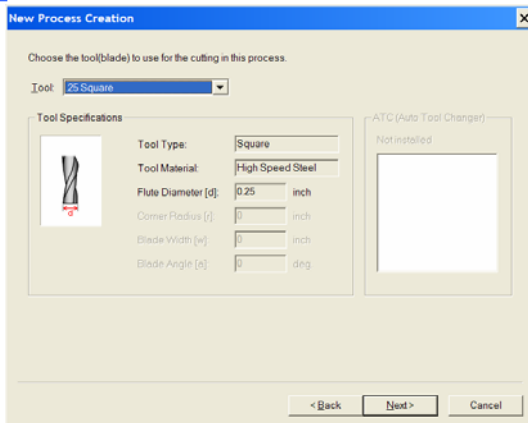 New Process Creation
Choose the tool(blade) to use for the cutting in this process.
Tool: 25 Square
Tool Specifications
ATC (Auto Tool Changer)
Not installed
Tool Type: Square
Tool Material: High Speed Steel
Flute Diameter [d]: 0.25 inch
Corner Radius [r]: 0 inch
Blade Width [w] 0 inch
Blade Angle [a]: 0 deg.
d
< Back Next > Cancel